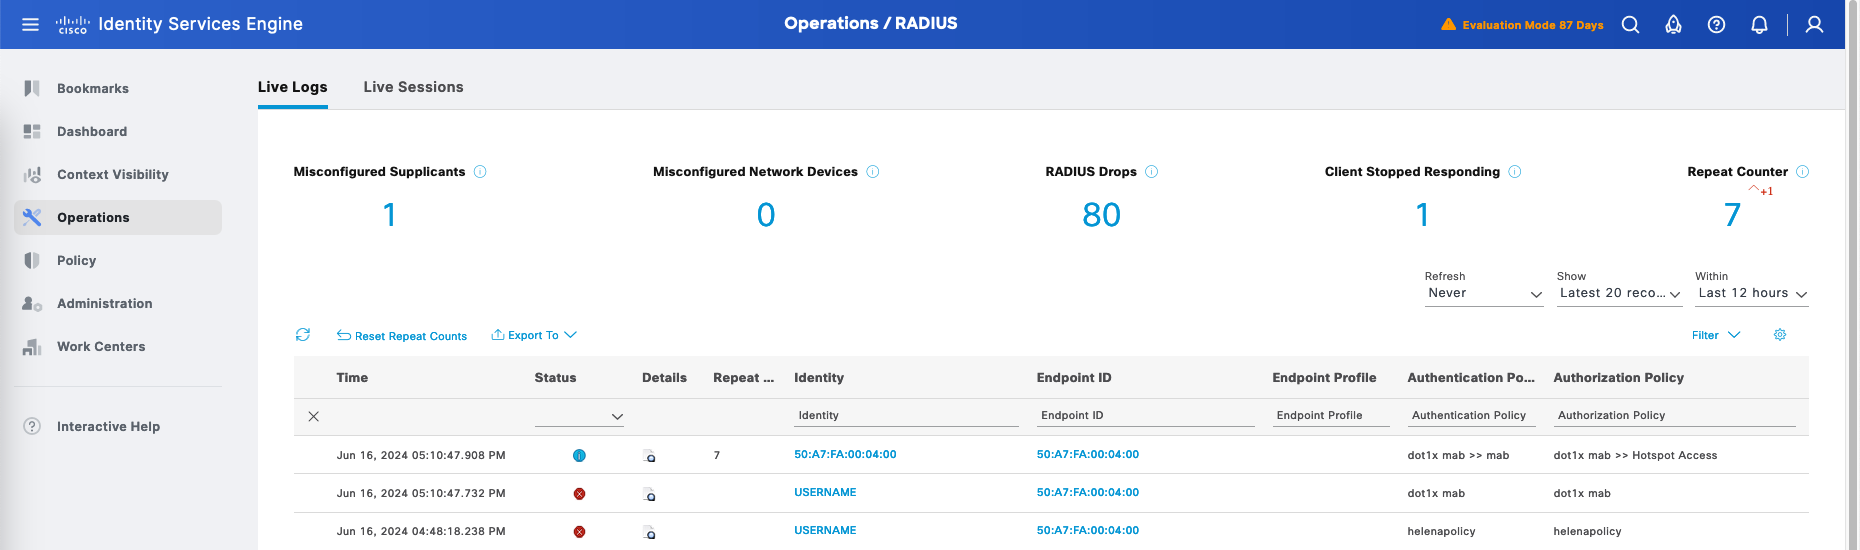 cisco Identity Services Engine
Operations / RADIUS
Evaluation Mode 87 Days
Bookmarks
Dashboard
Context Visibility
Operations
Policy
Administration
Work Centers
Interactive Help
Live Logs Live Sessions
Misconfigured Supplicants Misconfigured Network Devices RADIUS Drops Client Stopped Responding Repeat Counter
+1
1 0 80 1 7
Refresh Show Within
Never Latest 20 reco... Last 12 hours
Reset Repeat Counts Export To Filter
Time Status Details Repeat ... Identity Endpoint ID Endpoint Profile Authentication Po... Authorization Policy
Identity Endpoint ID Endpoint Profile Authentication Policy Authorization Policy
Jun 16, 2024 05:10:47.908 PM 7 50:A7:FA:00:04:00 50:A7:FA:00:04:00 dot1x mab >> mab dot1x mab >> Hotspot Access
Jun 16, 2024 05:10:47.732 PM USERNAME 50:A7:FA:00:04:00 dot1x mab dot1x mab
Jun 16, 2024 04:48:18.238 PM USERNAME 50:A7:FA:00:04:00 helenapolicy helenapolicy